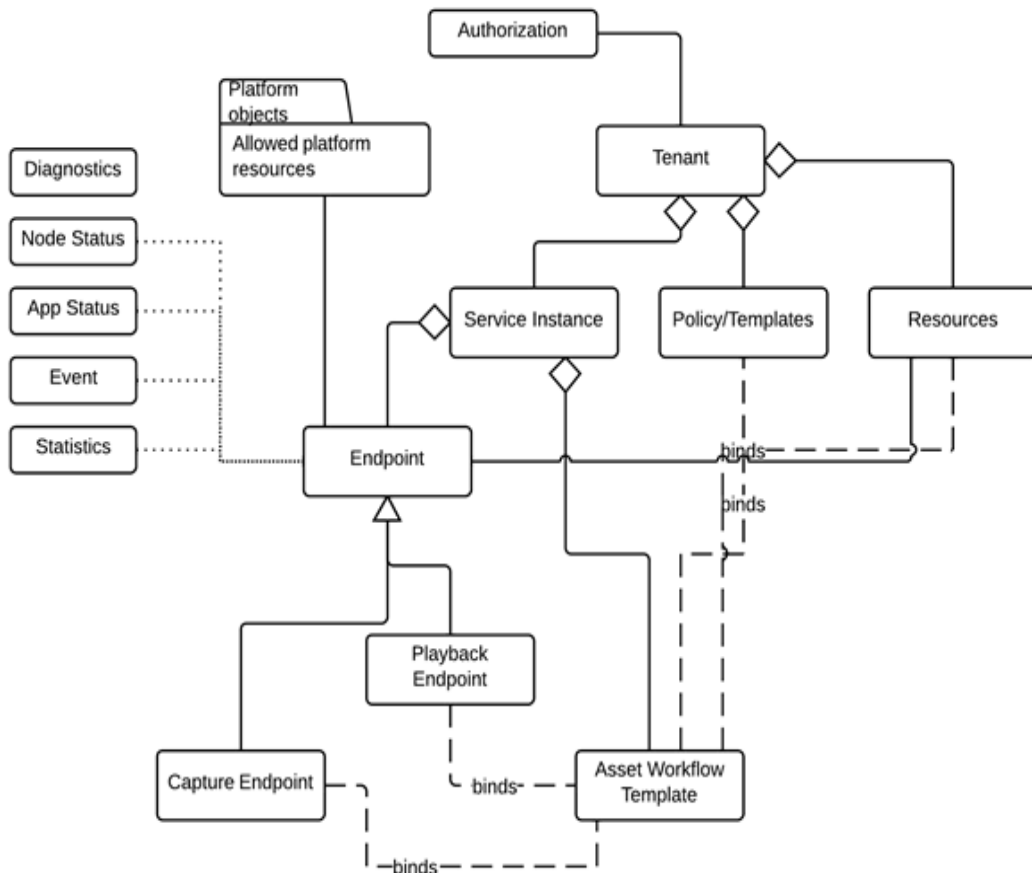 Authorization
Platform
objects
Allowed platform
resources
Tenant
Diagnostics
Node Status
App Status
Event
Statistics
Service Instance
Policy/Templates
Resources
Endpoint
binds
binds
Playback
Endpoint
Capture Endpoint
Asset Workflow
Template
binds
binds